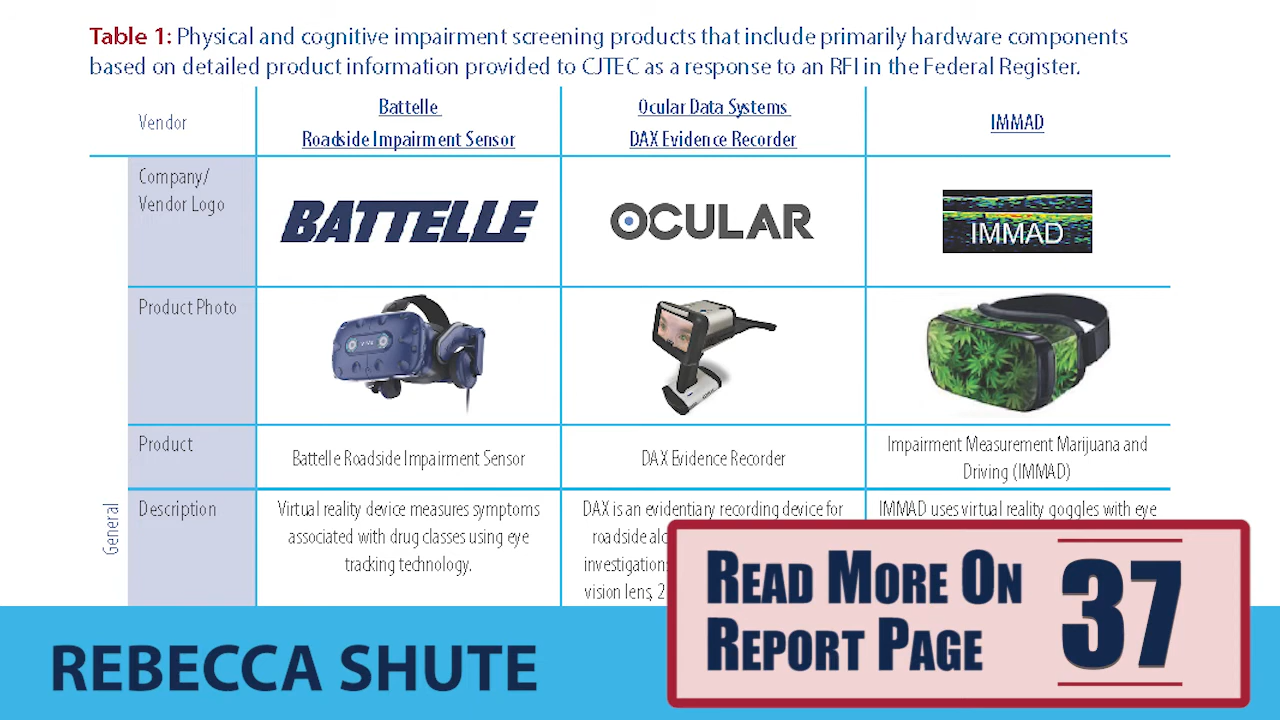 Table 1: Physical and cognitive impairment screening products that include primarily hardware components
based on detailed product information provided to CJTEC as a response to an RFI in the Federal Register.
Vendor
Battelle
Roadside Impairment Sensor
Ocular Data Systems
DAX Evidence Recorder
IMMAD
Company/
Vendor Logo
BATTELLE
OCULAR
IMMAD
Product Photo
VIVE
Product
Battelle Roadside Impairment Sensor
DAX Evidence Recorder
Impairment Measurement Marijuana and
Driving (IMMAD)
General
Description
Virtual reality device measures symptoms
associated with drug classes using eye
tracking technology.
DAX is an evidentiary recording device for
roadside
investigations
vision lens, 2
IMMAD uses virtual reality goggles with eye
READ MORE ON
REPORT PAGE
37
REBECCA SHUTE